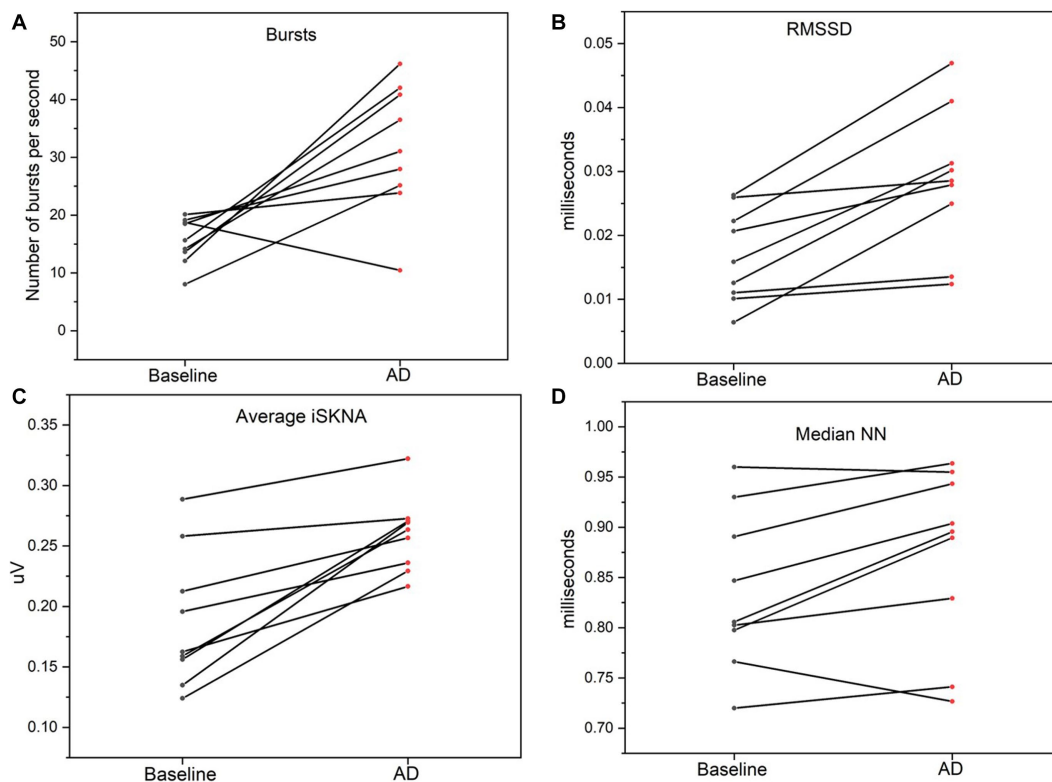 A
Bursts
Number of bursts per second
50
40
30
20
10
0
Baseline
AD
B
RMSSD
milliseconds
0.05
0.04
0.03
0.02
0.01
0.00
Baseline
AD
C
Average iSKNA
uV
0.35
0.30
0.25
0.20
0.15
0.10
Baseline
AD
D
Median NN
milliseconds
1.00
0.95
0.90
0.85
0.80
0.75
0.70
Baseline
AD